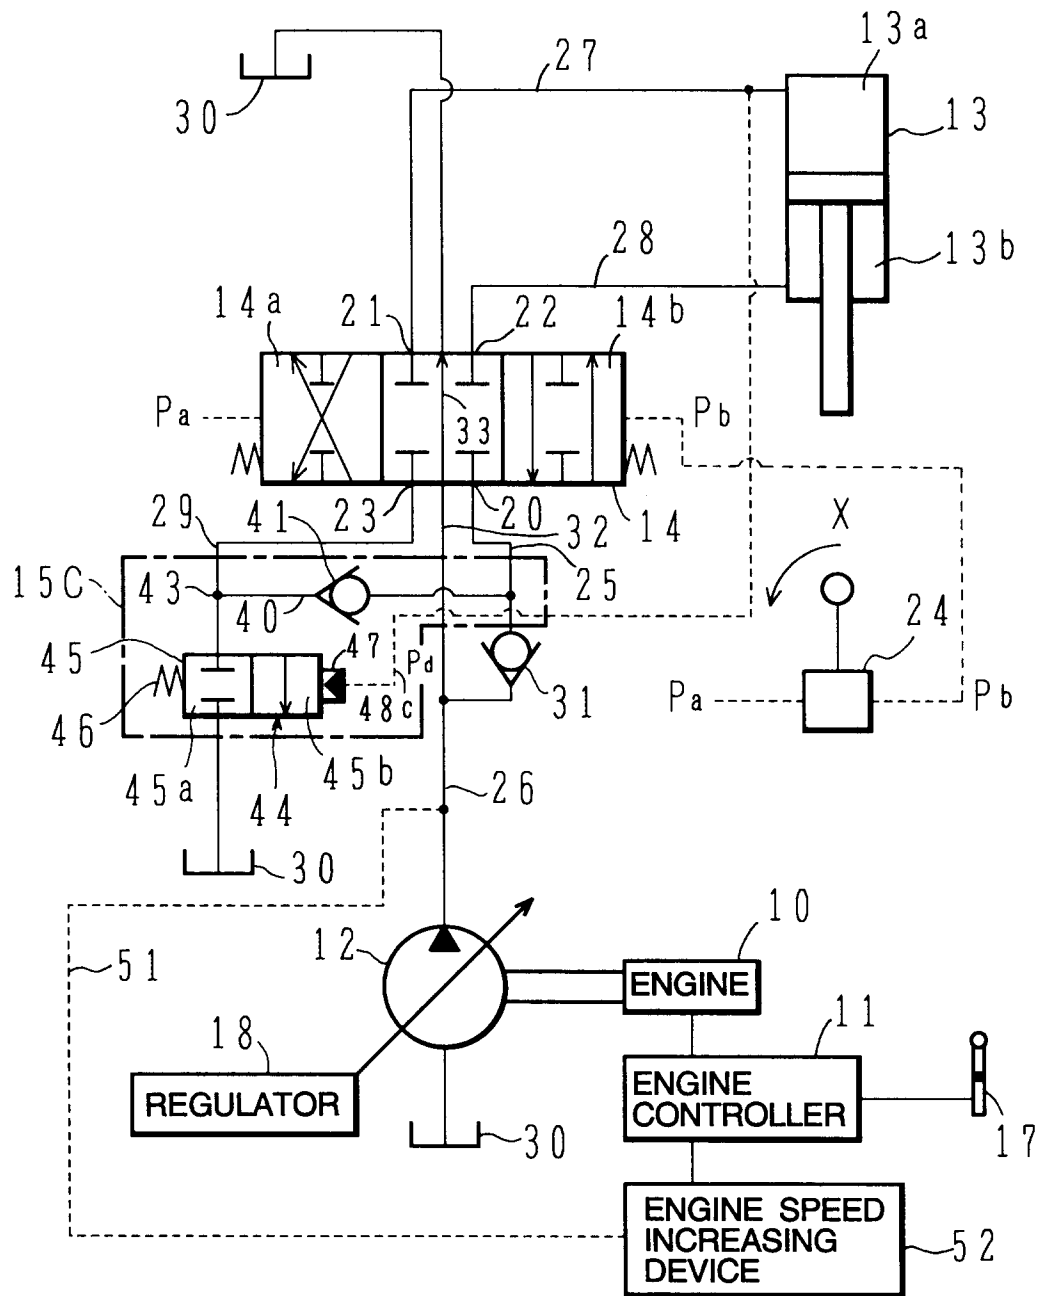 13a
27
30
13
28
13b
14a
21
22
14b
Pa
Pb
33
23
20
14
29
41
32
X
15C
43
40
25
24
45
47
Pd
46
48c
31
Pa
Pb
45a
44
45b
26
30
12
10
51
ENGINE
18
11
REGULATOR
ENGINE
CONTROLLER
30
17
ENGINE SPEED
INCREASING
DEVICE
52